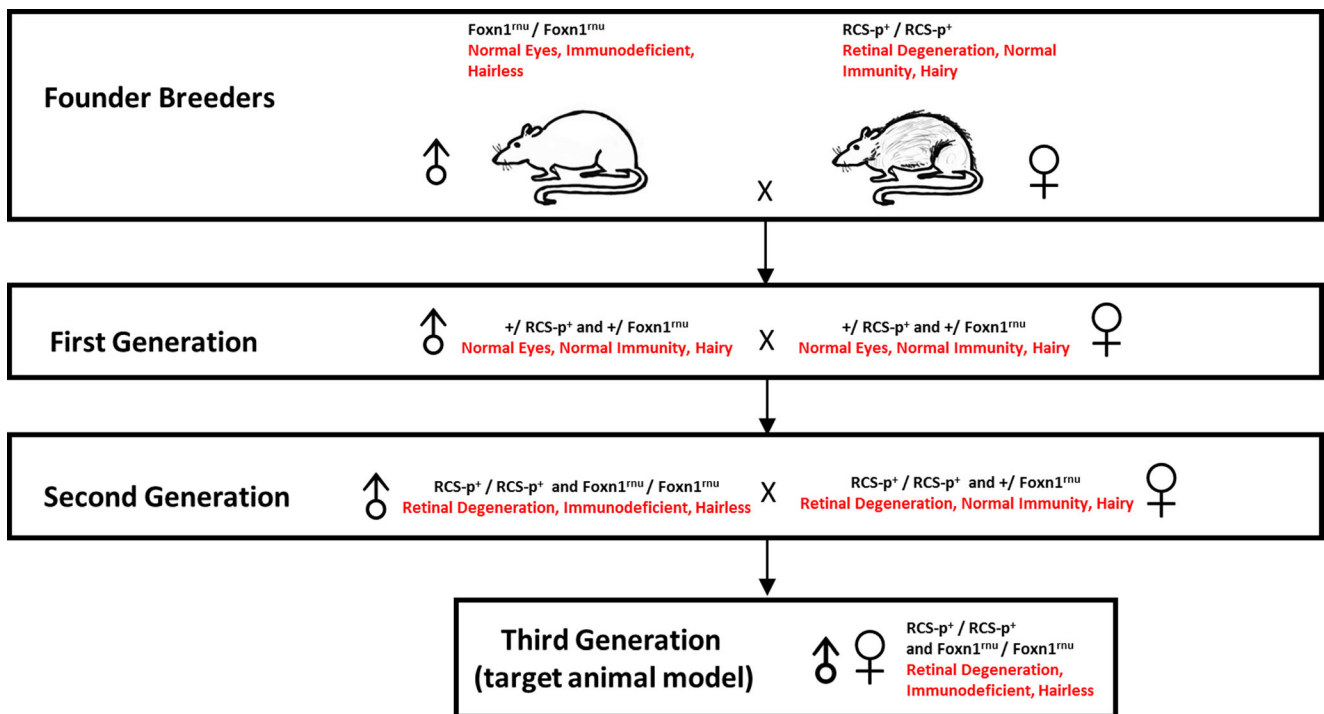 Founder Breeders
Foxn1ʳⁿᵘ / Foxn1ʳⁿᵘ
Normal Eyes, Immunodeficient,
Hairless
RCS-p⁺ / RCS-p⁺
Retinal Degeneration, Normal
Immunity, Hairy
♂
X
♀
First Generation
♂
+/ RCS-p⁺ and +/ Foxn1ʳⁿᵘ
Normal Eyes, Normal Immunity, Hairy
X
+/ RCS-p⁺ and +/ Foxn1ʳⁿᵘ
Normal Eyes, Normal Immunity, Hairy
♀
Second Generation
♂
RCS-p⁺ / RCS-p⁺ and Foxn1ʳⁿᵘ / Foxn1ʳⁿᵘ
Retinal Degeneration, Immunodeficient, Hairless
X
RCS-p⁺ / RCS-p⁺ and +/ Foxn1ʳⁿᵘ
Retinal Degeneration, Normal Immunity, Hairy
♀
Third Generation
(target animal model)
♂ ♀
RCS-p⁺ / RCS-p⁺
and Foxn1ʳⁿᵘ / Foxn1ʳⁿᵘ
Retinal Degeneration,
Immunodeficient, Hairless